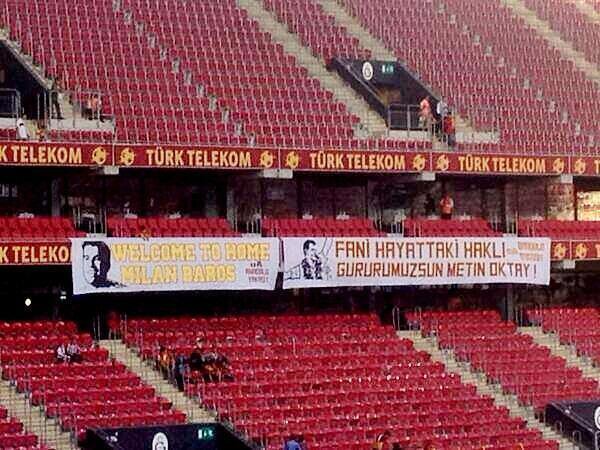 TÜRK TELEKOM TÜRK TELEKOM TÜRK TELEKOM TÜRK TELEKOM
TELEKOM
WELCOME TO HOME
MILAN BAROS
FANİ HAYATTAKİ HAKLI
GURURUMUZSUN METİN OKTAY !